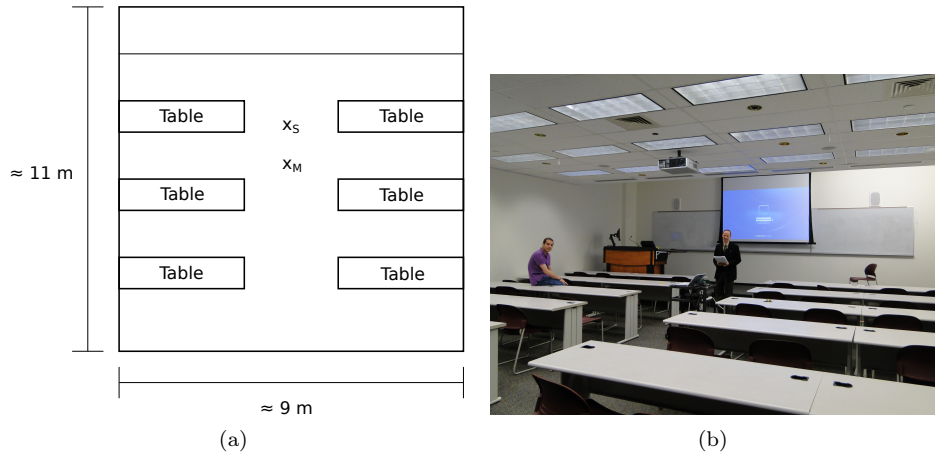 Table
Table
x_S
x_M
≈ 11 m
Table
Table
Table
Table
≈ 9 m
(a)
(b)